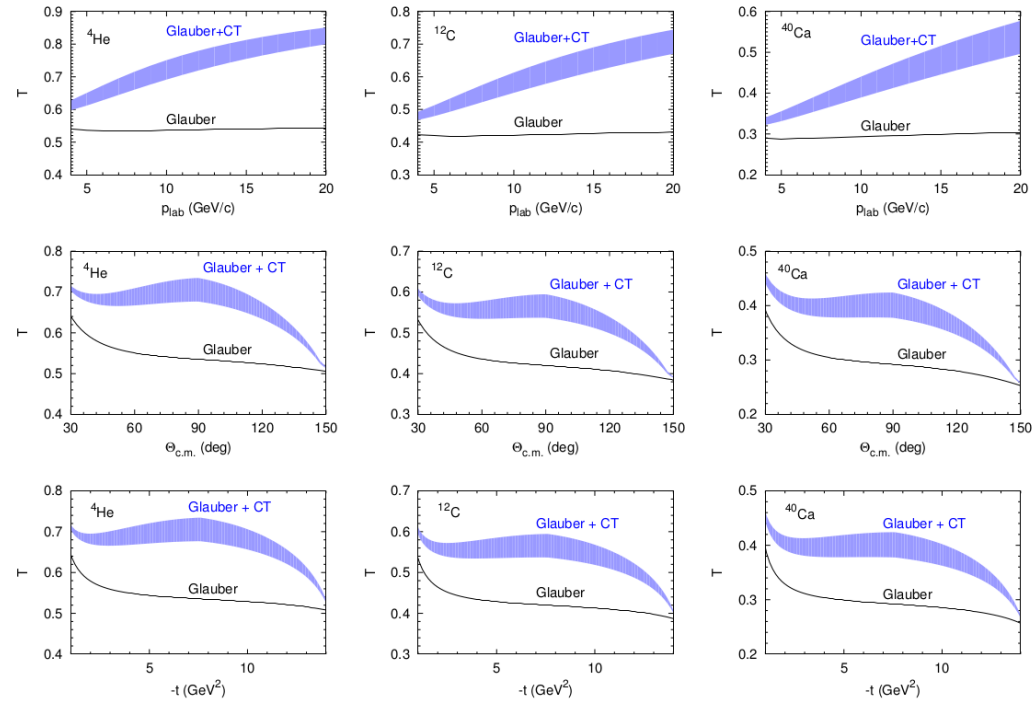 ⁴He
Glauber+CT
Glauber
T
0.4
0.5
0.6
0.7
0.8
0.9
5
10
15
20
p_lab (GeV/c)
¹²C
Glauber+CT
Glauber
T
0.3
0.4
0.5
0.6
0.7
0.8
5
10
15
20
p_lab (GeV/c)
⁴⁰Ca
Glauber+CT
Glauber
T
0.2
0.3
0.4
0.5
0.6
5
10
15
20
p_lab (GeV/c)
⁴He
Glauber + CT
Glauber
T
0.4
0.5
0.6
0.7
0.8
30
60
90
120
150
Θ_c.m. (deg)
¹²C
Glauber + CT
Glauber
T
0.3
0.4
0.5
0.6
0.7
30
60
90
120
150
Θ_c.m. (deg)
⁴⁰Ca
Glauber + CT
Glauber
T
0.2
0.3
0.4
0.5
30
60
90
120
150
Θ_c.m. (deg)
⁴He
Glauber + CT
Glauber
T
0.4
0.5
0.6
0.7
0.8
5
10
-t (GeV²)
¹²C
Glauber + CT
Glauber
T
0.3
0.4
0.5
0.6
0.7
5
10
-t (GeV²)
⁴⁰Ca
Glauber + CT
Glauber
T
0.2
0.3
0.4
0.5
5
10
-t (GeV²)